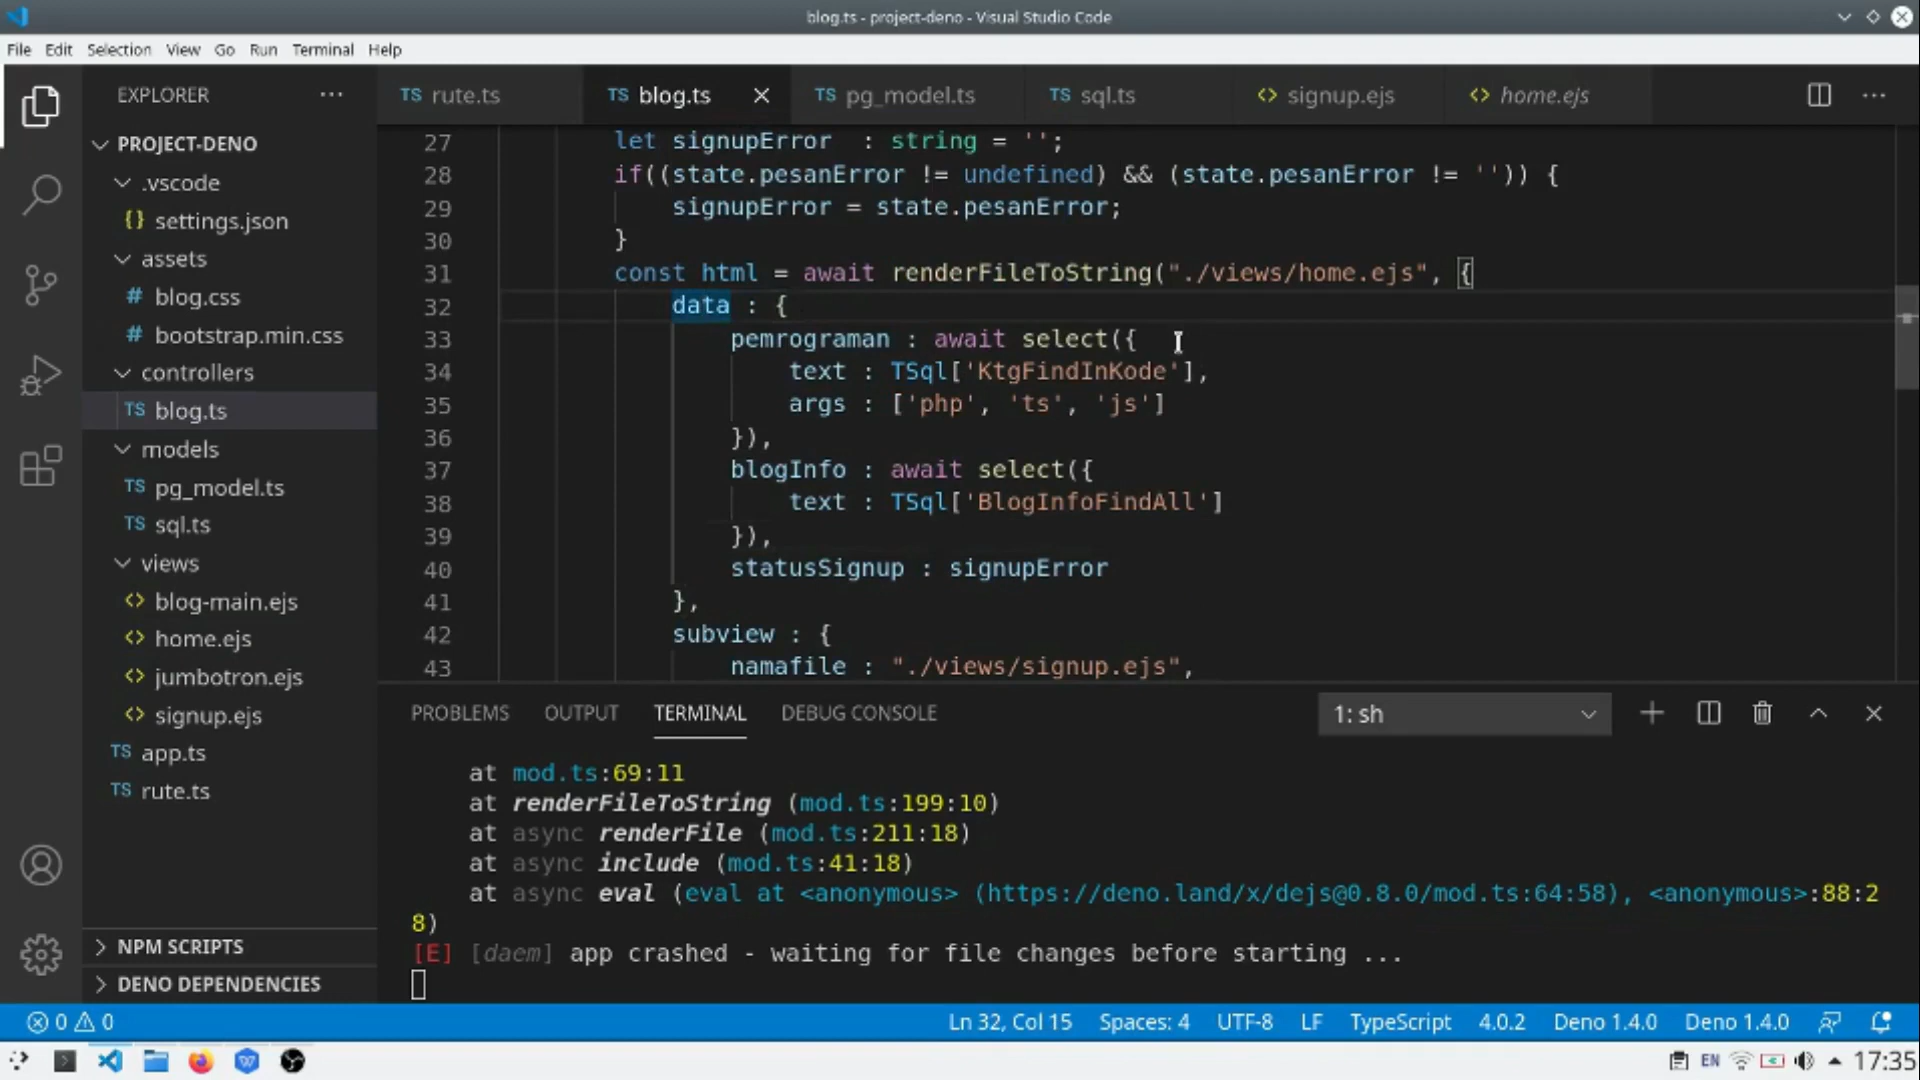 blog.ts - project-deno - Visual Studio Code
File Edit Selection View Go Run Terminal Help
EXPLORER ...
TS rute.ts TS blog.ts TS pg_model.ts TS sql.ts <> signup.ejs <> home.ejs ...
PROJECT-DENO
.vscode
{} settings.json
assets
# blog.css
# bootstrap.min.css
controllers
TS blog.ts
models
TS pg_model.ts
TS sql.ts
views
<> blog-main.ejs
<> home.ejs
<> jumbotron.ejs
<> signup.ejs
TS app.ts
TS rute.ts
NPM SCRIPTS
DENO DEPENDENCIES
27 let signupError : string = '';
28 if((state.pesanError != undefined) && (state.pesanError != '')) {
29 signupError = state.pesanError;
30 }
31 const html = await renderFileToString("./views/home.ejs", {
32 data : {
33 pemrograman : await select({
34 text : TSql['KtgFindInKode'],
35 args : ['php', 'ts', 'js']
36 }),
37 blogInfo : await select({
38 text : TSql['BlogInfoFindAll']
39 }),
40 statusSignup : signupError
41 },
42 subview : {
43 namafile : "./views/signup.ejs",
PROBLEMS OUTPUT TERMINAL DEBUG CONSOLE 1: sh
at mod.ts:69:11
at renderFileToString (mod.ts:199:10)
at async renderFile (mod.ts:211:18)
at async include (mod.ts:41:18)
at async eval (eval at <anonymous> (https://deno.land/x/dejs@0.8.0/mod.ts:64:58), <anonymous>:88:2
8)
[E] [daem] app crashed - waiting for file changes before starting ...
0 0 Ln 32, Col 15 Spaces: 4 UTF-8 LF TypeScript 4.0.2 Deno 1.4.0 Deno 1.4.0
EN 17:35